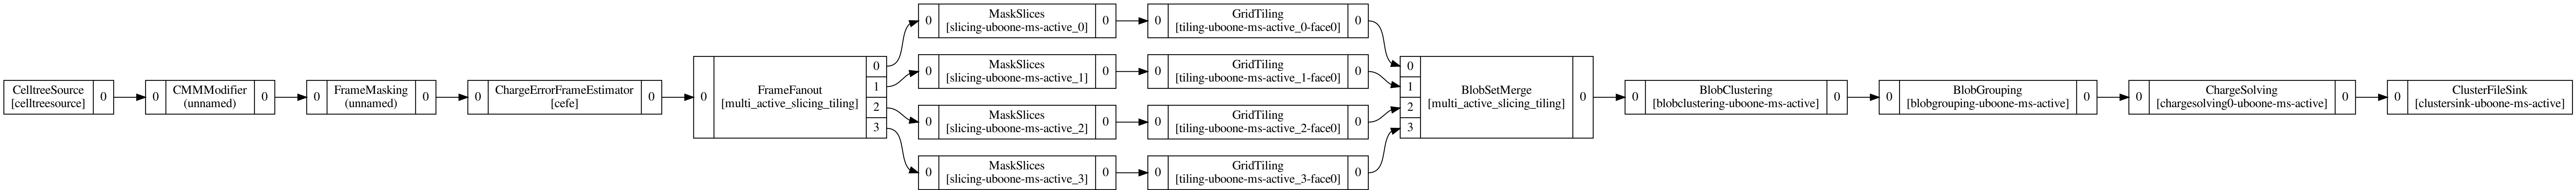 CelltreeSource
[celltreesource]
0
0
CMMModifier
(unnamed)
0
0
FrameMasking
(unnamed)
0
0
ChargeErrorFrameEstimator
[cefe]
0
0
FrameFanout
[multi_active_slicing_tiling]
0
1
2
3
0
MaskSlices
[slicing-uboone-ms-active_0]
0
0
GridTiling
[tiling-uboone-ms-active_0-face0]
0
0
MaskSlices
[slicing-uboone-ms-active_1]
0
0
GridTiling
[tiling-uboone-ms-active_1-face0]
0
0
MaskSlices
[slicing-uboone-ms-active_2]
0
0
GridTiling
[tiling-uboone-ms-active_2-face0]
0
0
MaskSlices
[slicing-uboone-ms-active_3]
0
0
GridTiling
[tiling-uboone-ms-active_3-face0]
0
0
1
2
3
BlobSetMerge
[multi_active_slicing_tiling]
0
0
BlobClustering
[blobclustering-uboone-ms-active]
0
0
BlobGrouping
[blobgrouping-uboone-ms-active]
0
0
ChargeSolving
[chargesolving0-uboone-ms-active]
0
0
ClusterFileSink
[clustersink-uboone-ms-active]